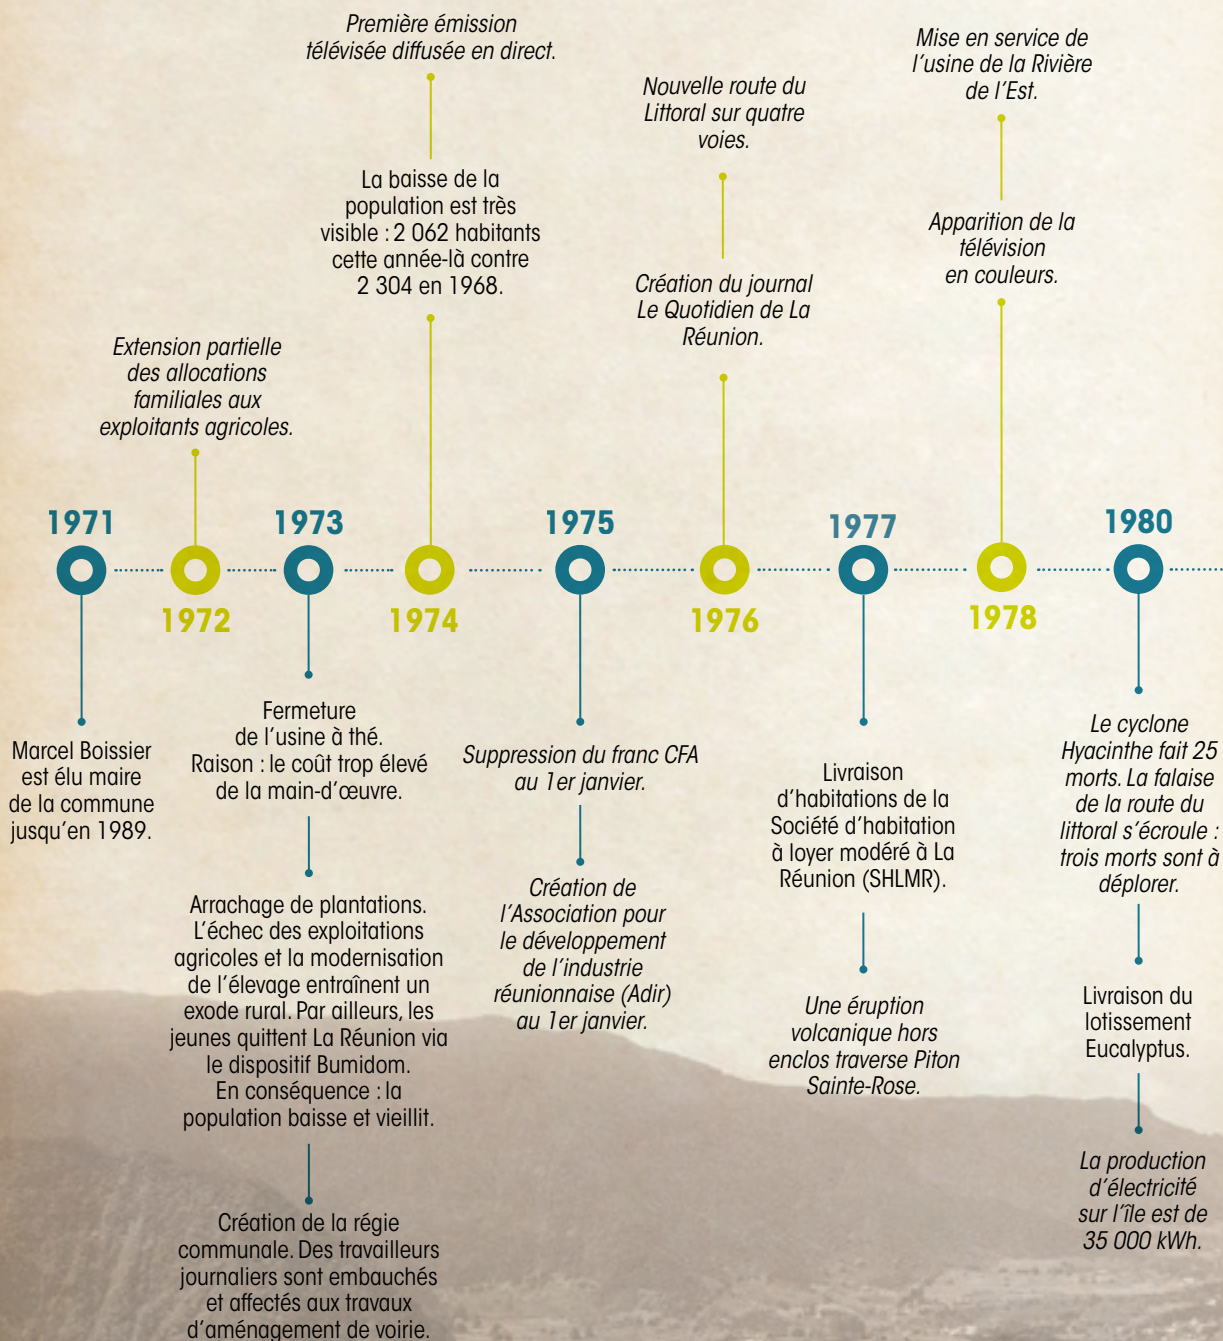 Première émission
télévisée diffusée en direct.
La baisse de la
population est très
visible : 2 062 habitants
cette année-là contre
2 304 en 1968.
Nouvelle route du
Littoral sur quatre
voies.
Création du journal
Le Quotidien de La
Réunion.
Mise en service de
l'usine de la Rivière
de l'Est.
Apparition de la
télévision
en couleurs.
Extension partielle
des allocations
familiales aux
exploitants agricoles.
1971
1972
1973
1974
1975
1976
1977
1978
1980
Marcel Boissier
est élu maire
de la commune
jusqu'en 1989.
Fermeture
de l'usine à thé.
Raison : le coût trop élevé
de la main-d'œuvre.
Arrachage de plantations.
L'échec des exploitations
agricoles et la modernisation
de l'élevage entraînent un
exode rural. Par ailleurs, les
jeunes quittent La Réunion via
le dispositif Bumidom.
En conséquence : la
population baisse et vieillit.
Création de la régie
communale. Des travailleurs
journaliers sont embauchés
et affectés aux travaux
d'aménagement de voirie.
Suppression du franc CFA
au 1er janvier.
Création de
l'Association pour
le développement
de l'industrie
réunionnaise (Adir)
au 1er janvier.
Livraison
d'habitations de la
Société d'habitation
à loyer modéré à La
Réunion (SHLMR).
Une éruption
volcanique hors
enclos traverse Piton
Sainte-Rose.
Le cyclone
Hyacinthe fait 25
morts. La falaise
de la route du
littoral s'écroule :
trois morts sont à
déplorer.
Livraison du
lotissement
Eucalyptus.
La production
d'électricité
sur l'île est de
35 000 kWh.